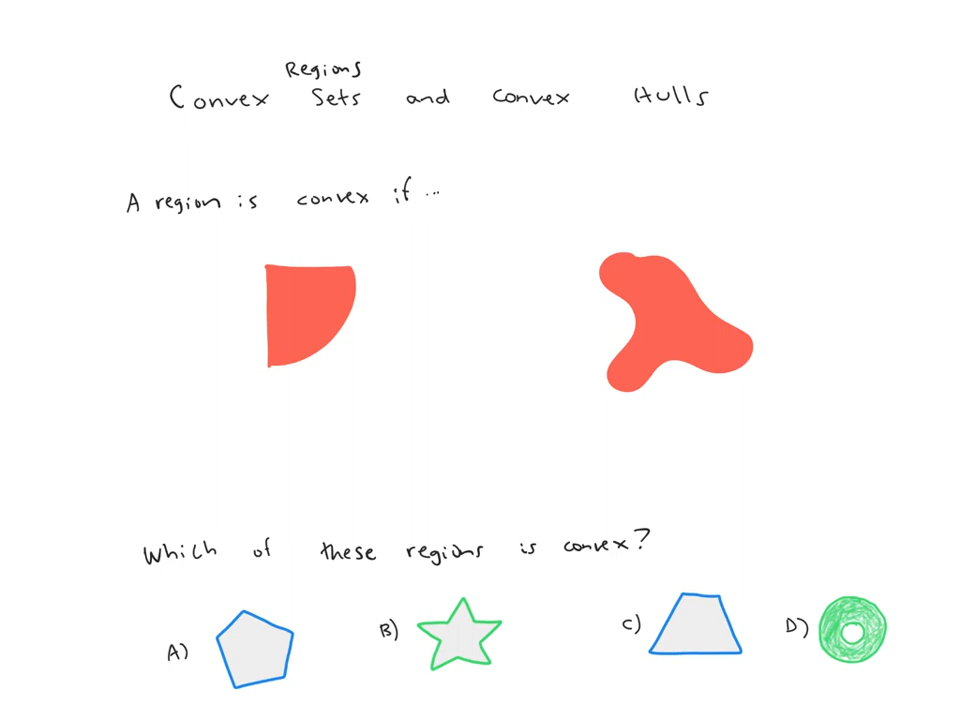 Regions
Convex Sets and convex Hulls
A region is convex if ...
Which of these regions is convex?
A) B) C) D)